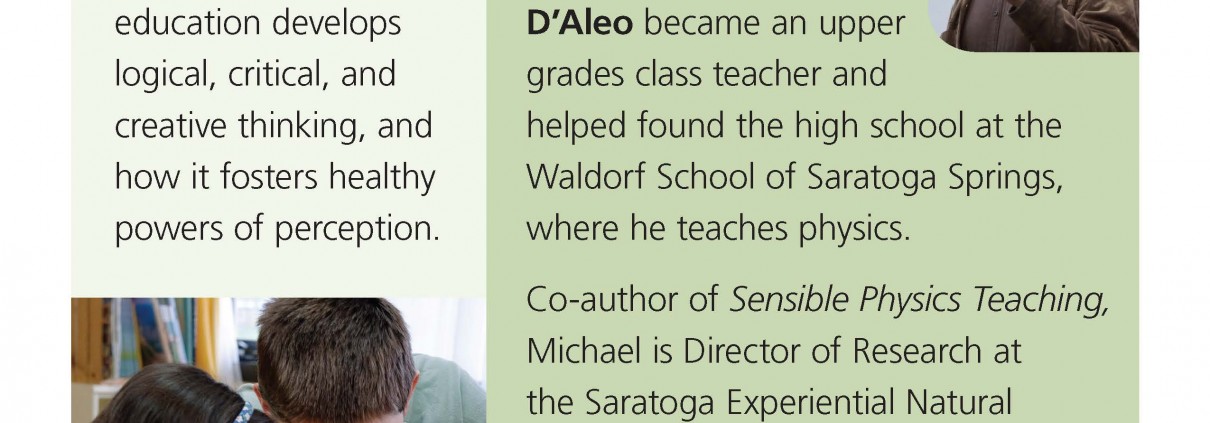 education develops
logical, critical, and
creative thinking, and
how it fosters healthy
powers of perception.
D’Aleo became an upper
grades class teacher and
helped found the high school at the
Waldorf School of Saratoga Springs,
where he teaches physics.
Co-author of Sensible Physics Teaching,
Michael is Director of Research at
the Saratoga Experiential Natural